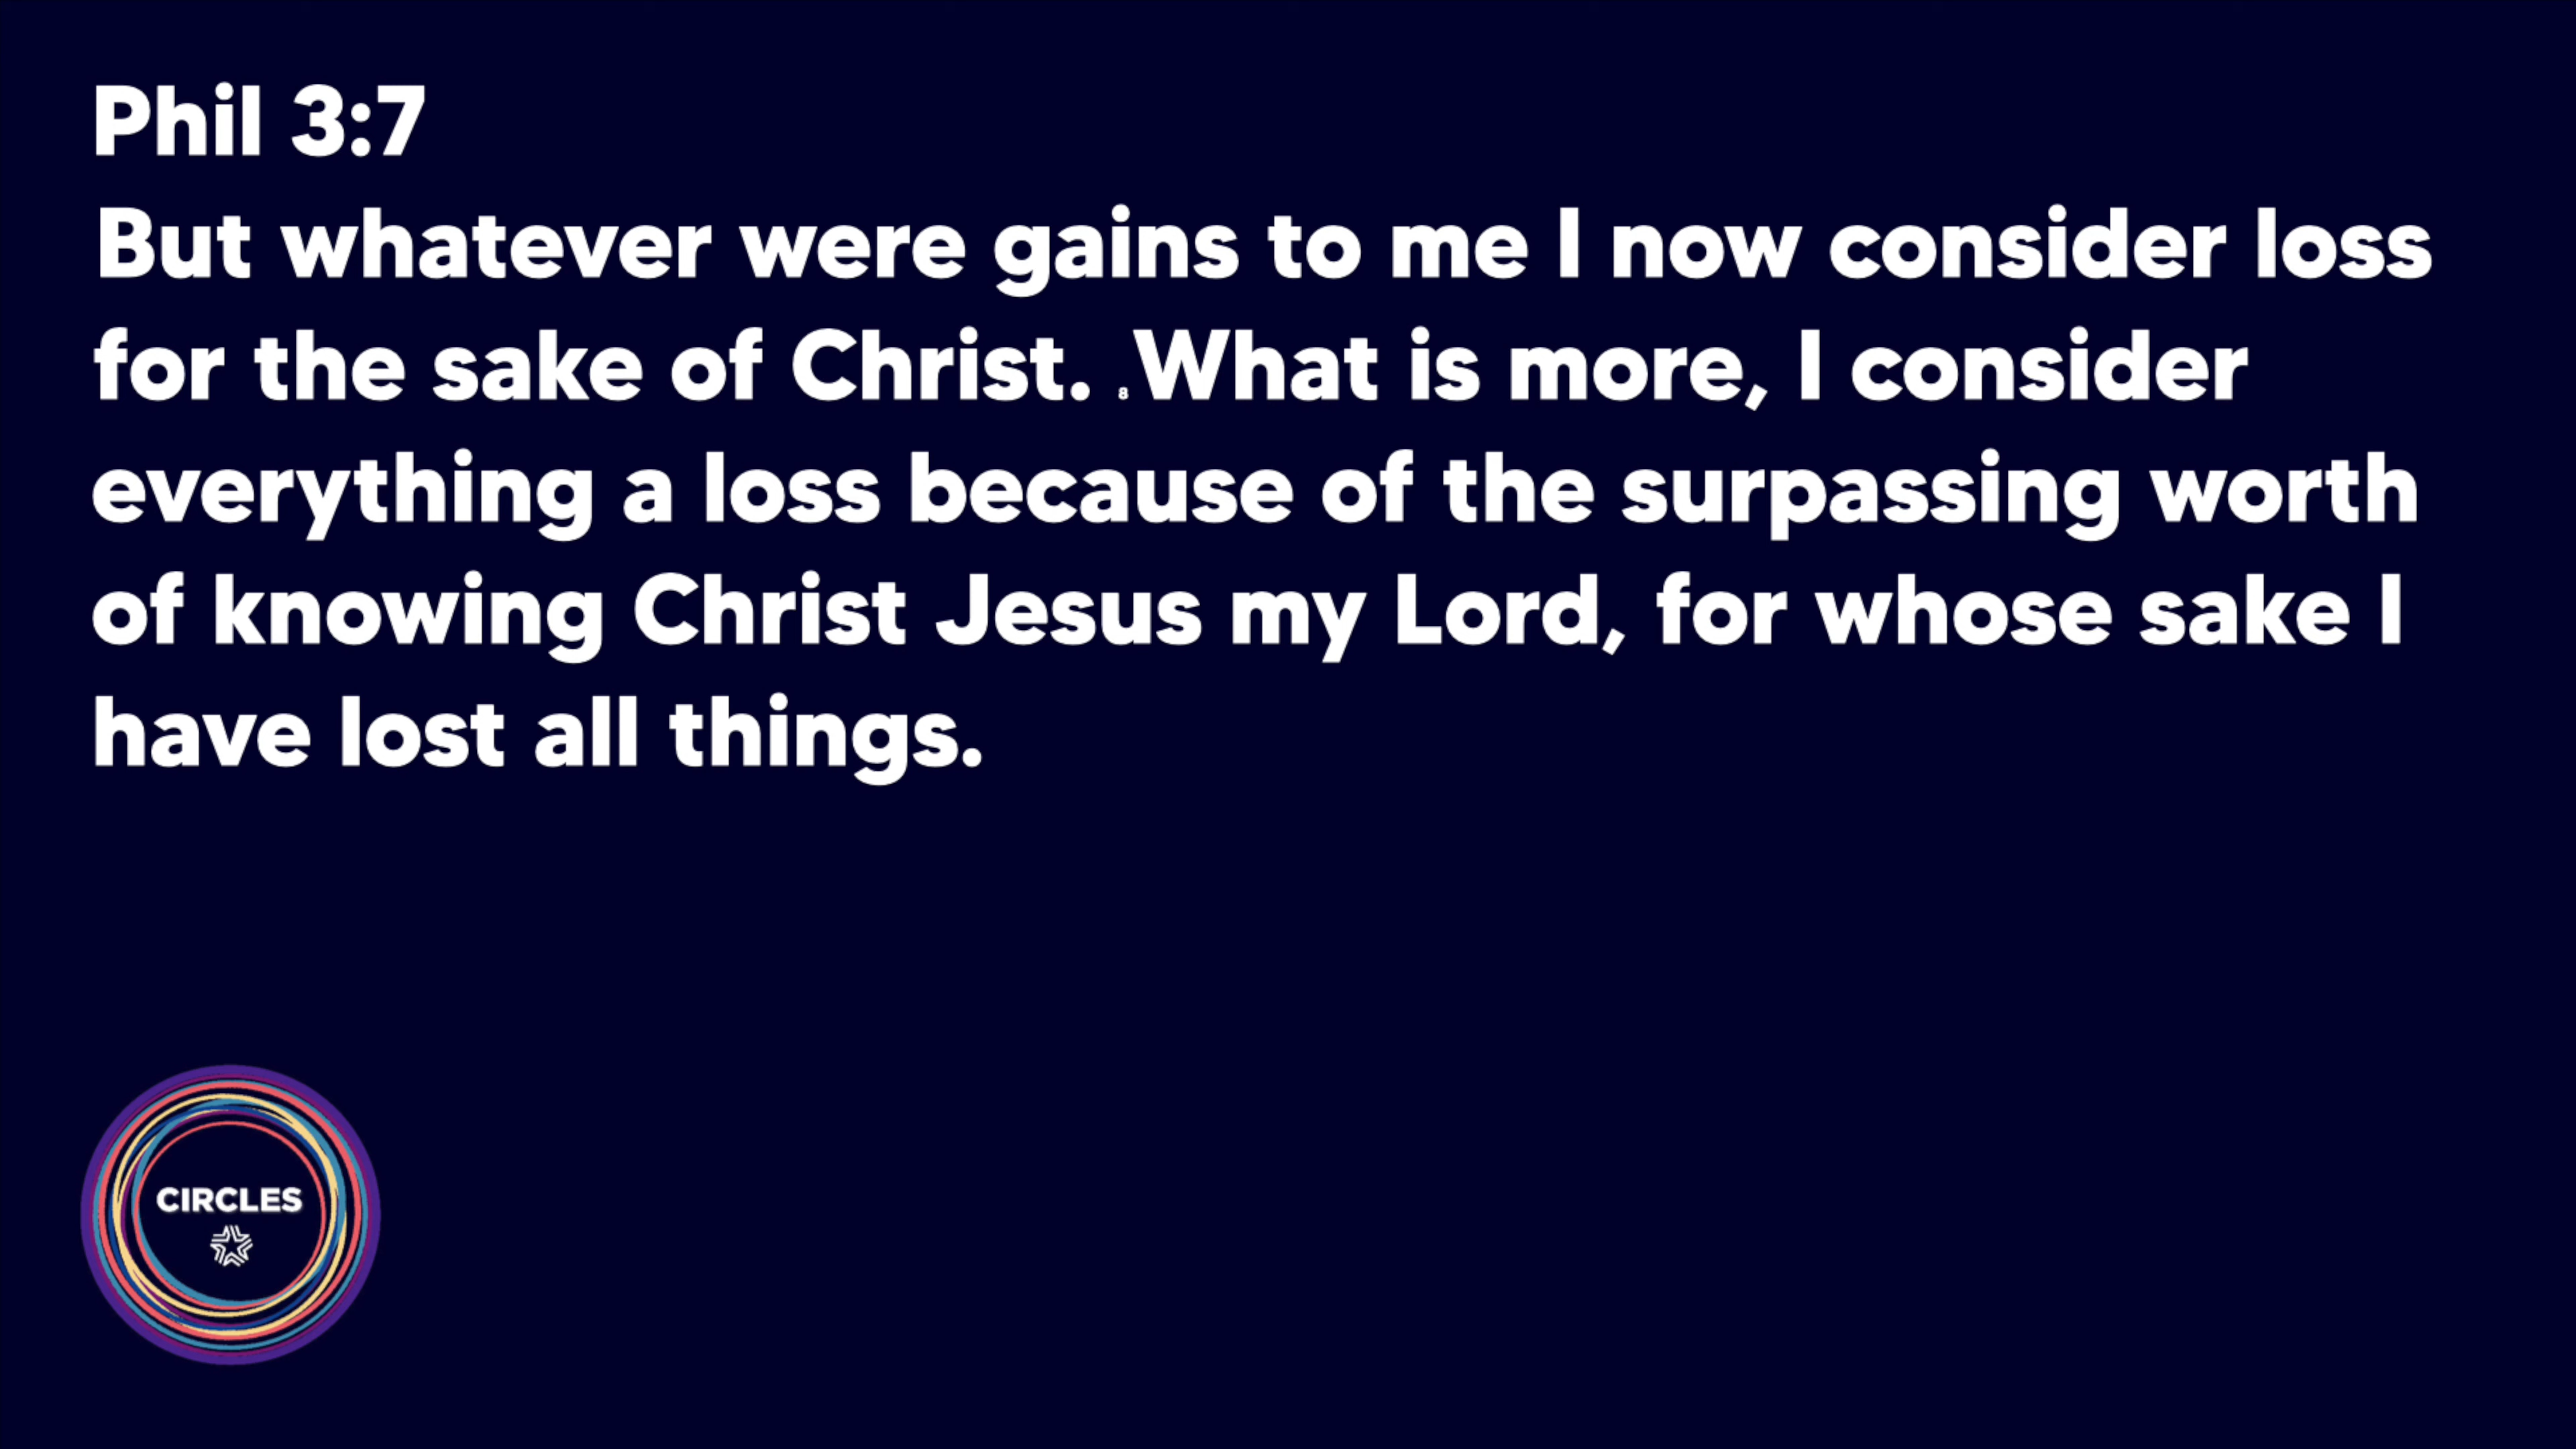 Phil 3:7
But whatever were gains to me I now consider loss
for the sake of Christ. 8 What is more, I consider
everything a loss because of the surpassing worth
of knowing Christ Jesus my Lord, for whose sake I
have lost all things.
CIRCLES